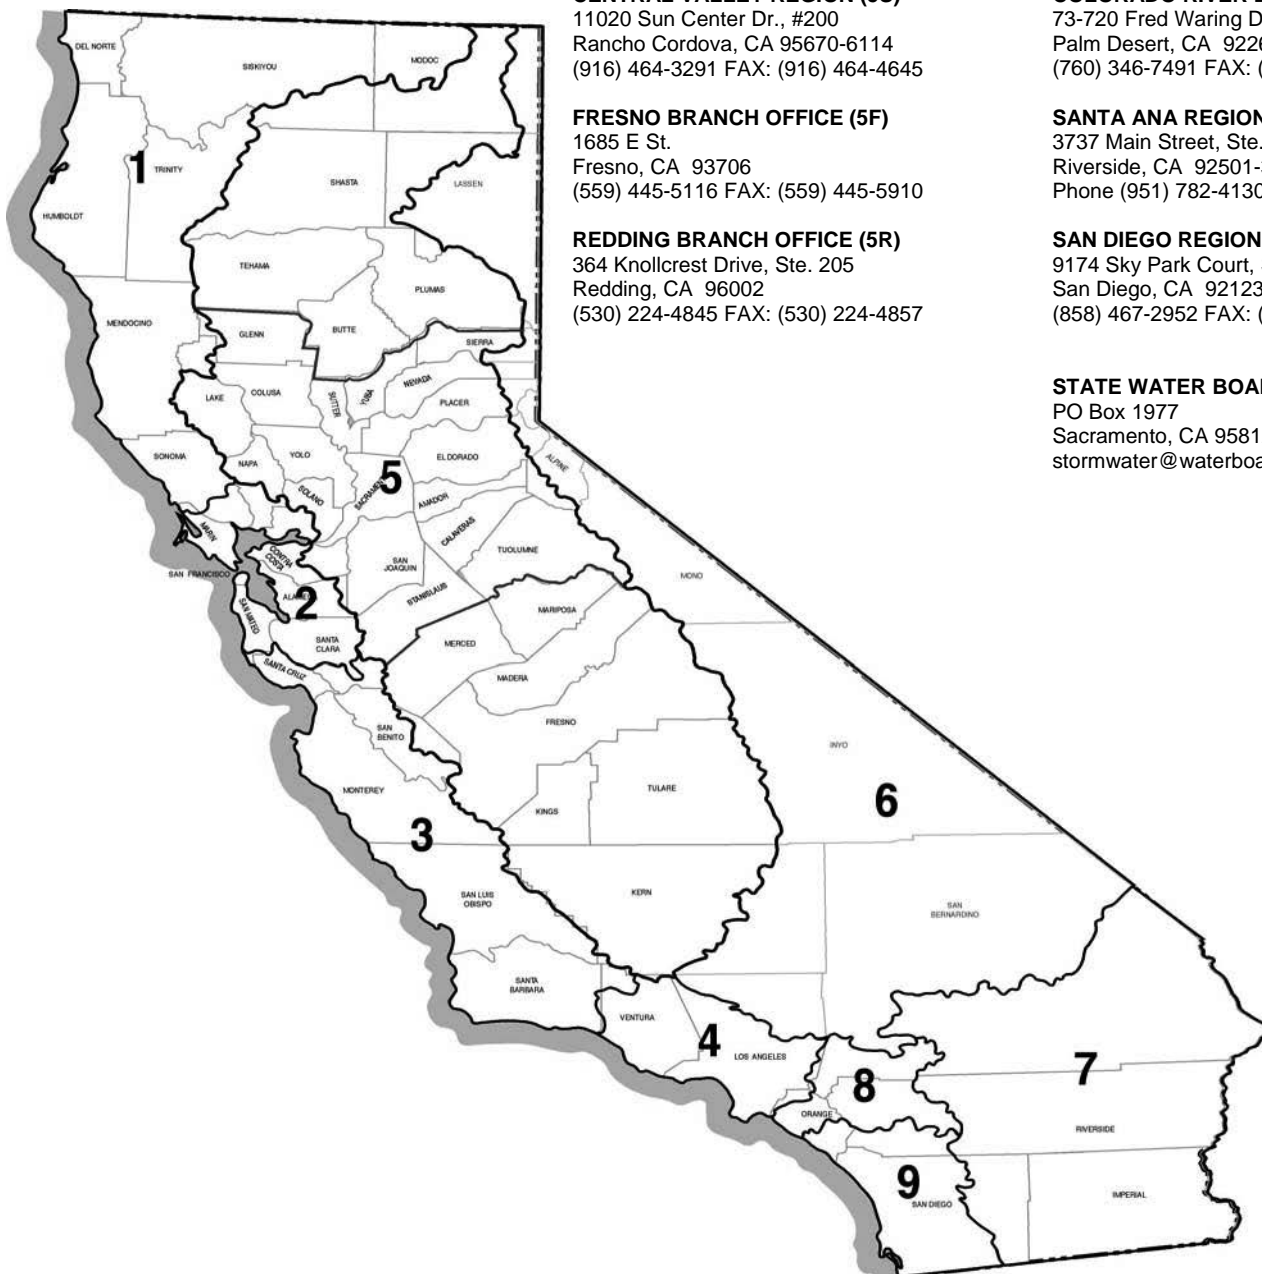 11020 Sun Center Dr., #200
Rancho Cordova, CA 95670-6114
(916) 464-3291 FAX: (916) 464-4645
FRESNO BRANCH OFFICE (5F)
1685 E St.
Fresno, CA 93706
(559) 445-5116 FAX: (559) 445-5910
REDDING BRANCH OFFICE (5R)
364 Knollcrest Drive, Ste. 205
Redding, CA 96002
(530) 224-4845 FAX: (530) 224-4857
73-720 Fred Waring
Palm Desert, CA
(760) 346-7491 FAX:
SANTA ANA REGION
3737 Main Street, Ste.
Riverside, CA 92501-
Phone (951) 782-4130
SAN DIEGO REGION
9174 Sky Park Court,
San Diego, CA 92123
(858) 467-2952 FAX:
STATE WATER
PO Box 1977
Sacramento, CA
DEL NORTE
SISKIYOU
MODOC
1
TRINITY
SHASTA
LASSEN
HUMBOLDT
TEHAMA
PLUMAS
MENDOCINO
GLENN
BUTTE
SIERRA
LAKE
COLUSA
SUTTER
YUBA
NEVADA
PLACER
SONOMA
NAPA
YOLO
EL DORADO
ALPINE
5
SOLANO
AMADOR
MARIN
CALAVERAS
CONTRA
COSTA
SAN
JOAQUIN
TUOLUMNE
SAN FRANCISCO
MONO
2
STANISLAUS
SAN MATEO
MARIPOSA
SANTA
CLARA
MERCED
SANTA CRUZ
MADERA
SAN
BENITO
FRESNO
INYO
MONTEREY
TULARE
6
KINGS
3
SAN LUIS
OBISPO
KERN
SAN
BERNARDINO
SANTA
BARBARA
VENTURA
4
LOS ANGELES
7
8
ORANGE
RIVERSIDE
9
SAN DIEGO
IMPERIAL